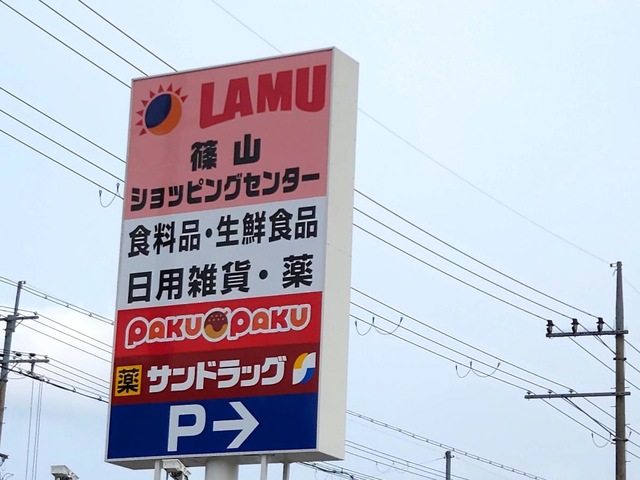 LAMU
篠山
ショッピングセンター
食料品・生鮮食品
日用雑貨・薬
PAKU PAKU
薬 サンドラッグ
P→